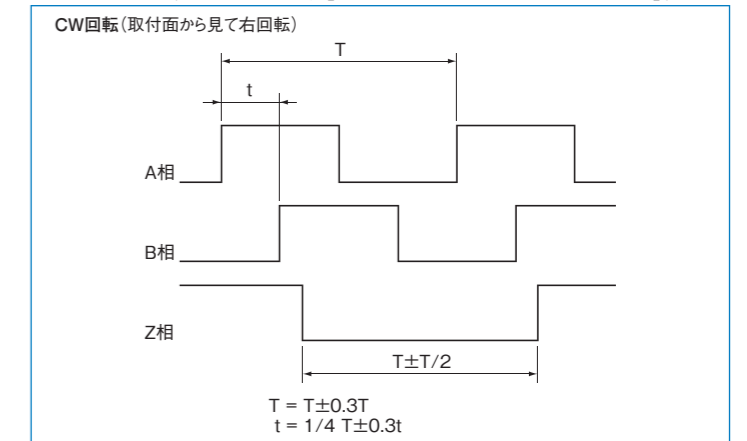 CW回転(取付面から見て右回転)
T
t
A相
B相
Z相
T±T/2
T = T±0.3T
t = 1/4 T±0.3t